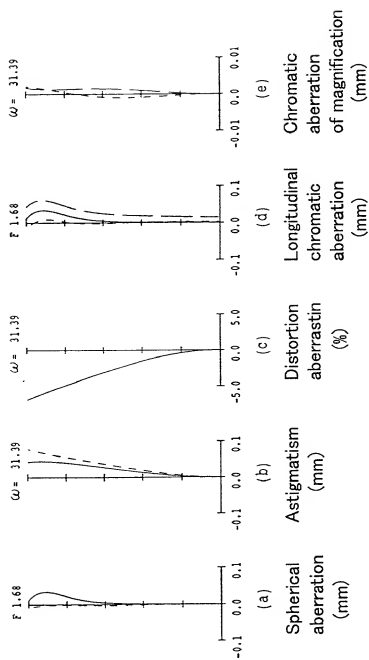 F 1.68
-0.1 0.0 0.1
(a)
Spherical
aberration
(mm)
ω = 31.39
-0.1 0.0 0.1
(b)
Astigmatism
(mm)
ω = 31.39
-5.0 0.0 5.0
(c)
Distortion
aberrastin
(%)
F 1.68
-0.1 0.0 0.1
(d)
Longitudinal
chromatic
aberration
(mm)
ω = 31.39
-0.01 0.0 0.01
(e)
Chromatic
aberration
of magnification
(mm)